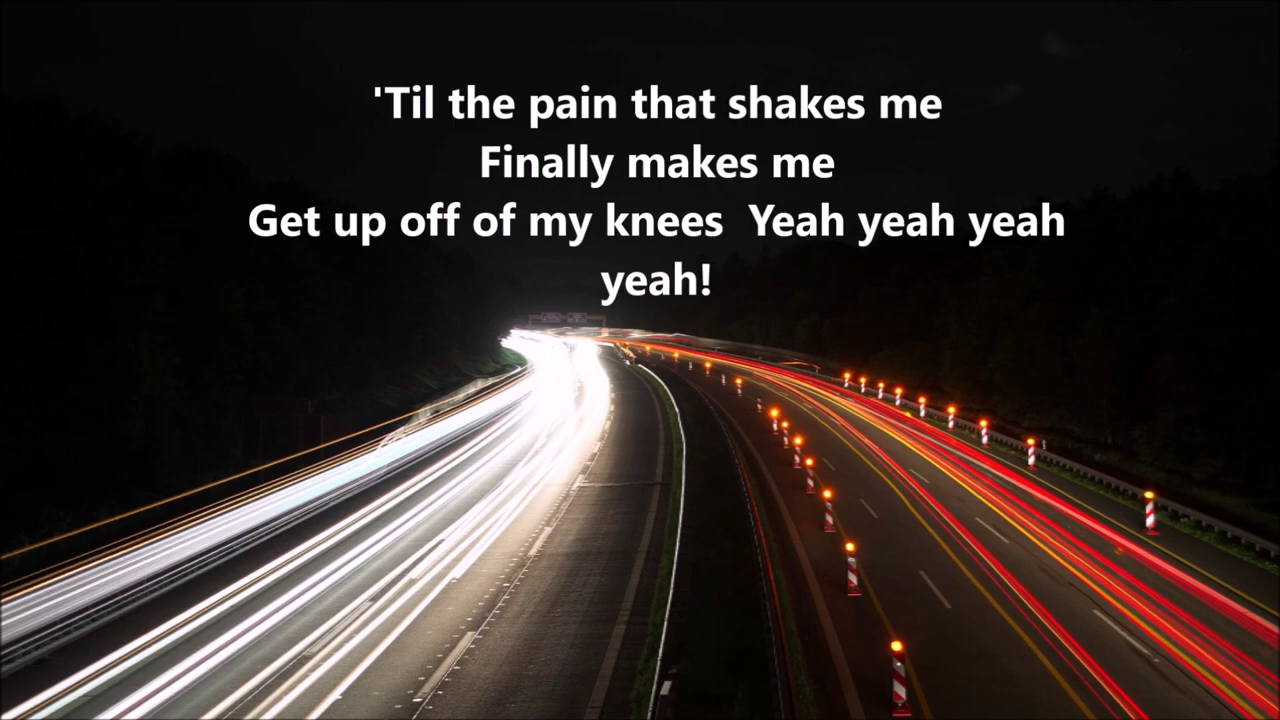 'Til the pain that shakes me
Finally makes me
Get up off of my knees  Yeah yeah yeah
yeah!